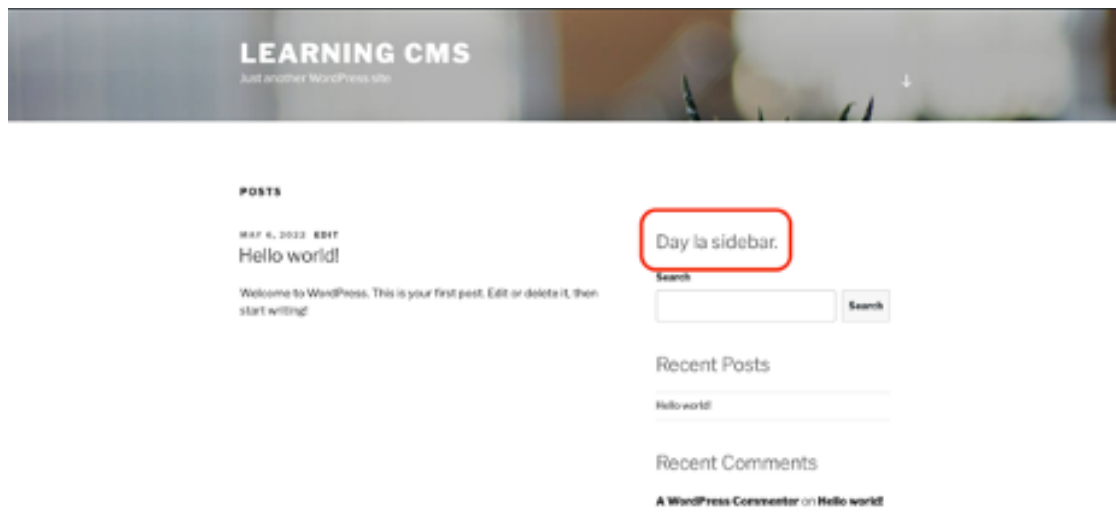 LEARNING CMS
Just another WordPress site
POSTS
MAY 6, 2022 EDIT
Hello world!
Welcome to WordPress. This is your first post. Edit or delete it, then
start writing!
Day la sidebar.
Search
Search
Recent Posts
Hello world!
Recent Comments
A WordPress Commenter on Hello world!